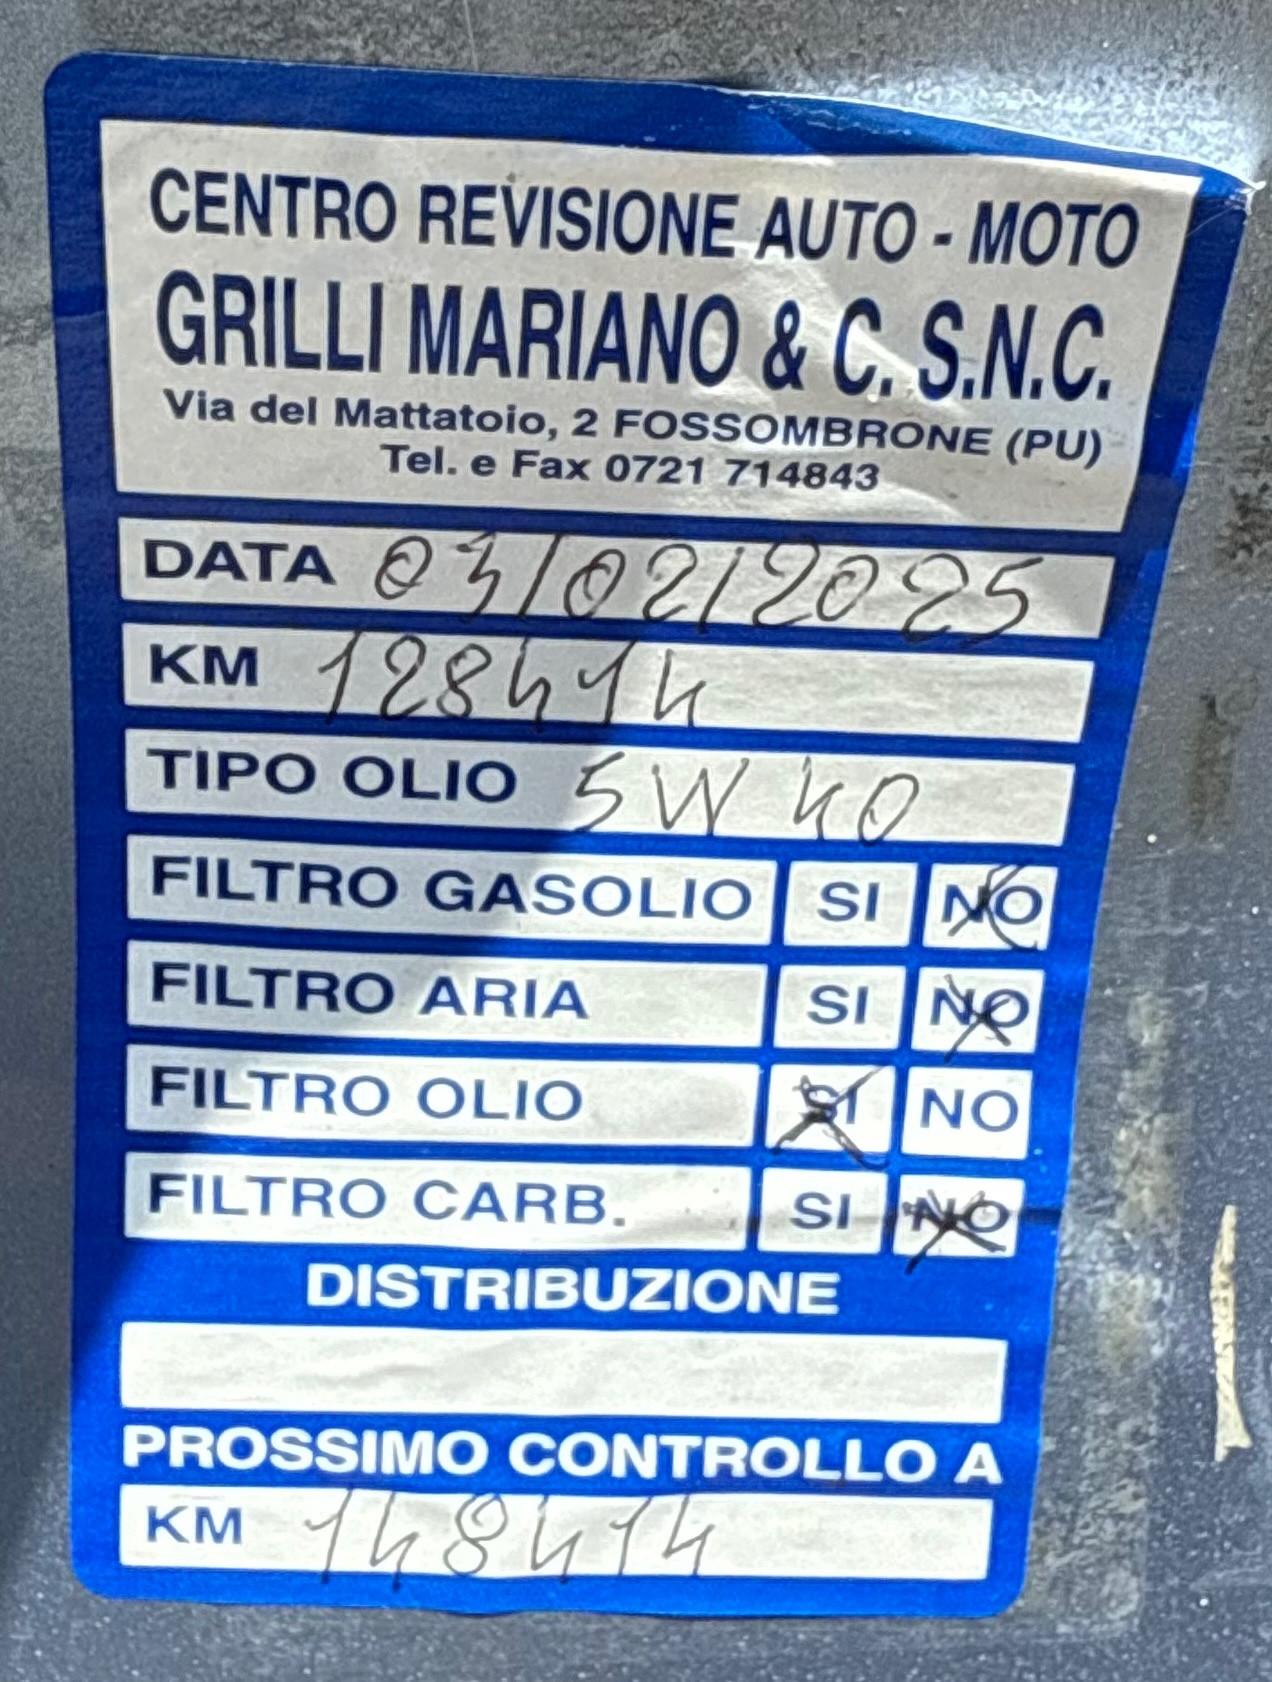 CENTRO REVISIONE AUTO - MOTO
GRILLI MARIANO & C. S.N.C.
Via del Mattatoio, 2 FOSSOMBRONE (PU)
Tel. e Fax 0721 714843
DATA 03/02/2025
KM 128414
TIPO OLIO 5W40
FILTRO GASOLIO SI NO
FILTRO ARIA SI NO
FILTRO OLIO SI NO
FILTRO CARB. SI NO
DISTRIBUZIONE
PROSSIMO CONTROLLO A
KM 148414